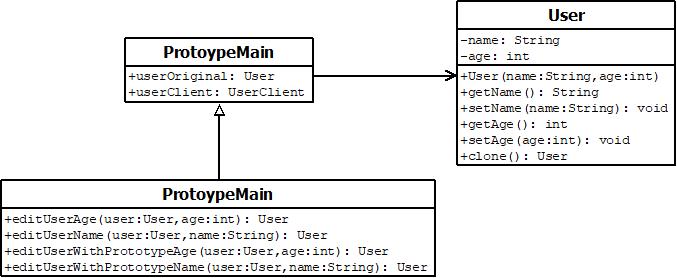 ProtoypeMain
+userOriginal: User
+userClient: UserClient
User
-name: String
-age: int
+User(name:String,age:int)
+getName(): String
+setName(name:String): void
+getAge(): int
+setAge(age:int): void
+clone(): User
ProtoypeMain
+editUserAge(user:User,age:int): User
+editUserName(user:User,name:String): User
+editUserWithPrototypeAge(user:User,age:int): User
+editUserWithPrototypeName(user:User,name:String): User